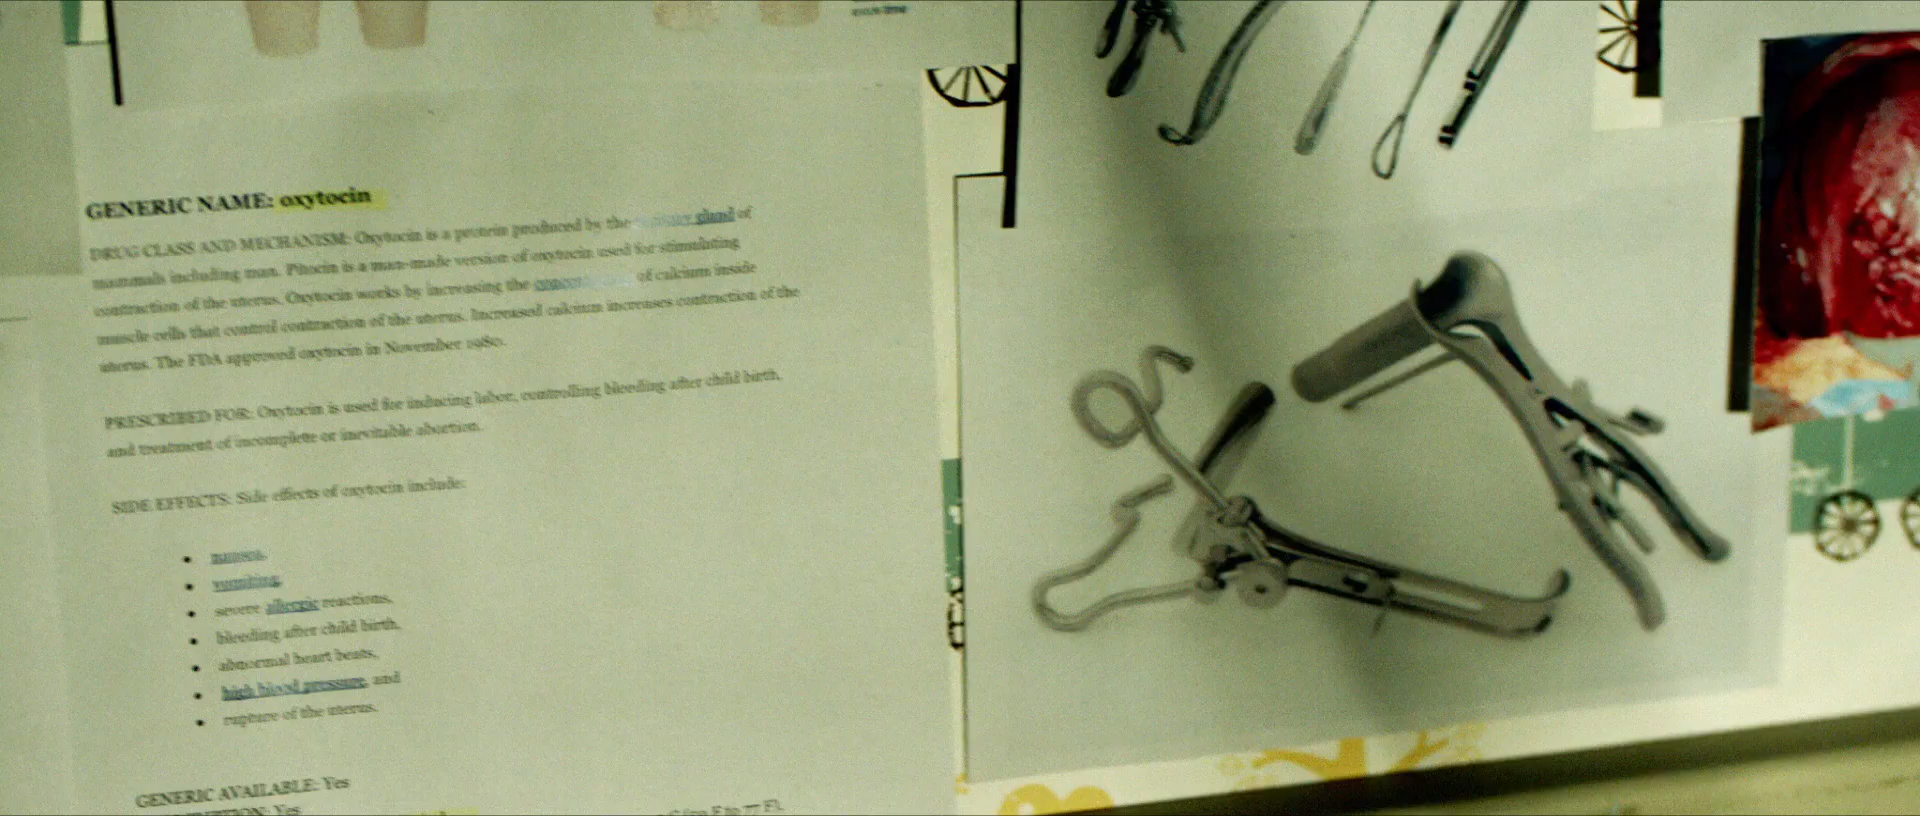 GENERIC NAME: oxytocin
DRUG CLASS AND MECHANISM: Oxytocin is a protein produced by the gland of
mammals including man. Pitocin is a man-made version of oxytocin used for stimulating
contraction of the uterus. Oxytocin works by increasing the of calcium inside
muscle cells that control contraction of the uterus. Increased calcium increases contraction of the
uterus. The FDA approved oxytocin in November 1980.
PRESCRIBED FOR: Oxytocin is used for inducing labor, controlling bleeding after child birth,
and treatment of incomplete or inevitable abortion.
SIDE EFFECTS: Side effects of oxytocin include:
• nausea,
• vomiting,
• severe allergic reactions,
• bleeding after child birth,
• abnormal heart beats,
• high blood pressure, and
• rupture of the uterus.
GENERIC AVAILABLE: Yes
Yes